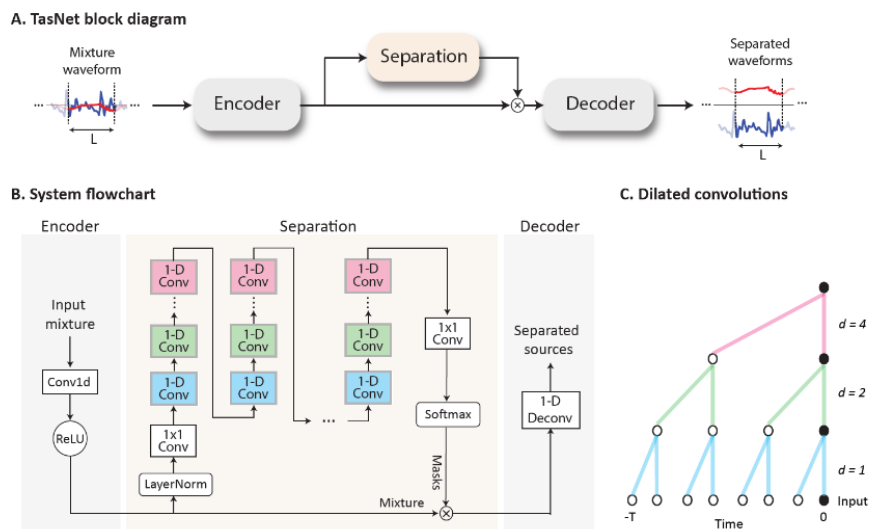 A. TasNet block diagram
Mixture
waveform
Separated
waveforms
Separation
Encoder
Decoder
...
...
...
...
L
L
B. System flowchart
C. Dilated convolutions
Encoder
Separation
Decoder
Input
mixture
Conv1d
ReLU
LayerNorm
1x1
Conv
1-D
Conv
1-D
Conv
...
1-D
Conv
1-D
Conv
1-D
Conv
...
1-D
Conv
...
1-D
Conv
1-D
Conv
...
1-D
Conv
1x1
Conv
Softmax
Masks
Mixture
1-D
Deconv
Separated
sources
d = 4
d = 2
d = 1
Input
-T
Time
0